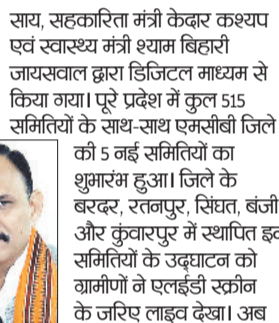 साय, सहकारिता मंत्री केदार कश्यप
एवं स्वास्थ्य मंत्री श्याम बिहारी
जायसवाल द्वारा डिजिटल माध्यम से
किया गया। पूरे प्रदेश में कुल 515
समितियों के साथ-साथ एमसीबी जिले
की 5 नई समितियों का
शुभारंभ हुआ। जिले के
बरदर, रतनपुर, सिंघत, बंजी
और कुंवारपुर में स्थापित
समितियों के उद्घाटन को
ग्रामीणों ने एलईडी स्क्रीन
के जरिए लाइव देखा। अब